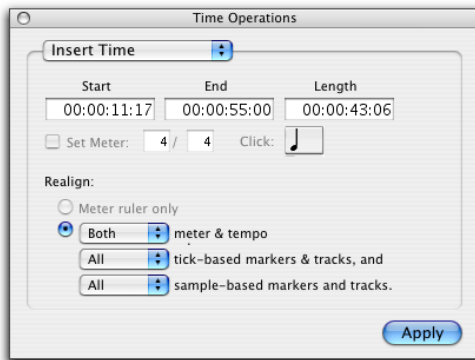 Time Operations
Insert Time
Start End Length
00:00:11:17 00:00:55:00 00:00:43:06
Set Meter: 4 / 4 Click:
Realign:
Meter ruler only
Both meter & tempo
All tick-based markers & tracks, and
All sample-based markers and tracks.
Apply